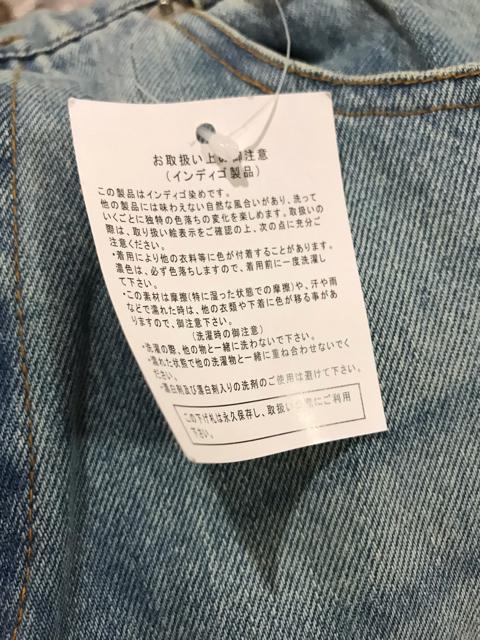 お取扱い上の御注意
(インディゴ製品)
この製品はインディゴ染めです。
他の製品には味わえない自然な風合いがあり、洗って
いくごとに独特の色落ちの変化を楽しめます。取扱いの
際は、取り扱い絵表示をご確認の上、次の点に充分ご
注意ください。
・着用により他の衣料等に色が付着することがあります。
濃色は、必ず色落ちしますので、着用前に一度洗濯し
て下さい。
・この素材は摩擦(特に湿った状態での摩擦)や、汗や雨
などで濡れた時は、他の衣類や下着に色が移る事があ
りますので、御注意下さい。
(洗濯時の御注意)
・洗濯の際、他の物と一緒に洗わないで下さい。
・濡れた状態で他の洗濯物と一緒に重ね合わせないでく
ださい。
・漂白剤及び漂白剤入りの洗剤のご使用は避けて下さい。
この下げ札は永久保存し、取扱い時にご利用
下さい。